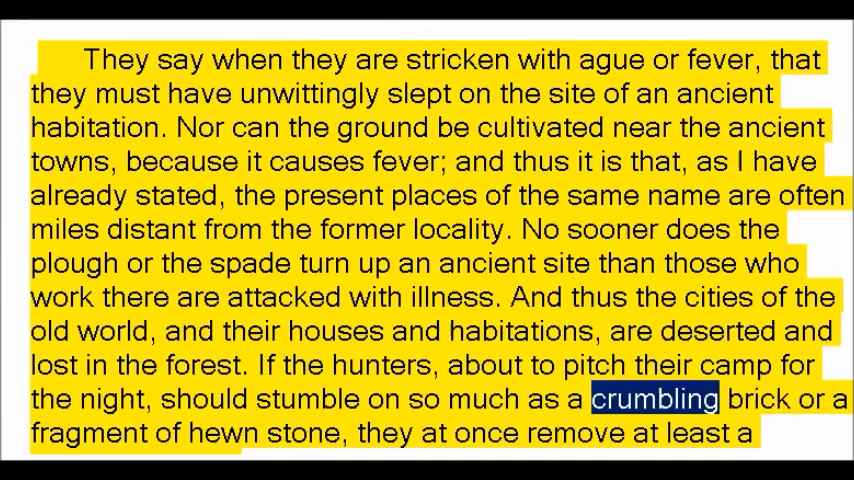 They say when they are stricken with ague or fever, that
they must have unwittingly slept on the site of an ancient
habitation. Nor can the ground be cultivated near the ancient
towns, because it causes fever; and thus it is that, as I have
already stated, the present places of the same name are often
miles distant from the former locality. No sooner does the
plough or the spade turn up an ancient site than those who
work there are attacked with illness. And thus the cities of the
old world, and their houses and habitations, are deserted and
lost in the forest. If the hunters, about to pitch their camp for
the night, should stumble on so much as a crumbling brick or a
fragment of hewn stone, they at once remove at least a